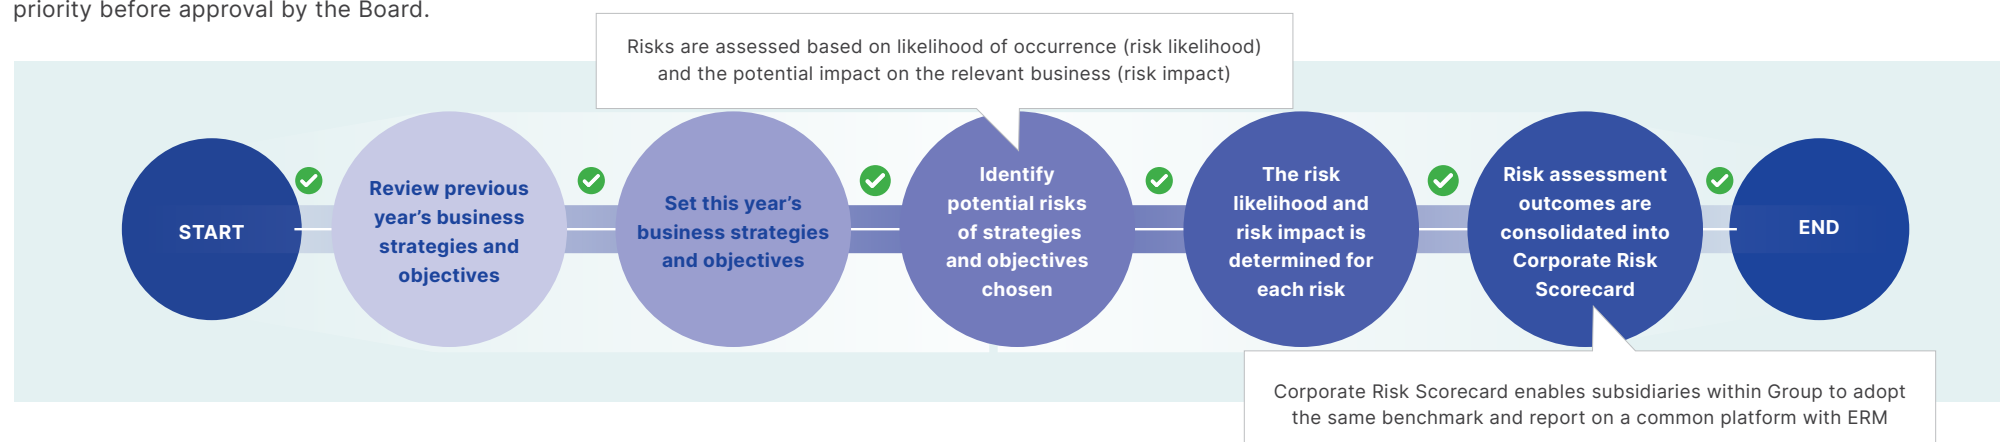 priority before approval by the Board.
Risks are assessed based on likelihood of occurrence (risk likelihood)
and the potential impact on the relevant business (risk impact)
START
Review previous
year’s business
strategies and
objectives
Set this year’s
business strategies
and objectives
Identify
potential risks
of strategies
and objectives
chosen
The risk
likelihood and
risk impact is
determined for
each risk
Risk assessment
outcomes are
consolidated into
Corporate Risk
Scorecard
END
Corporate Risk Scorecard enables subsidiaries within Group to adopt
the same benchmark and report on a common platform with ERM